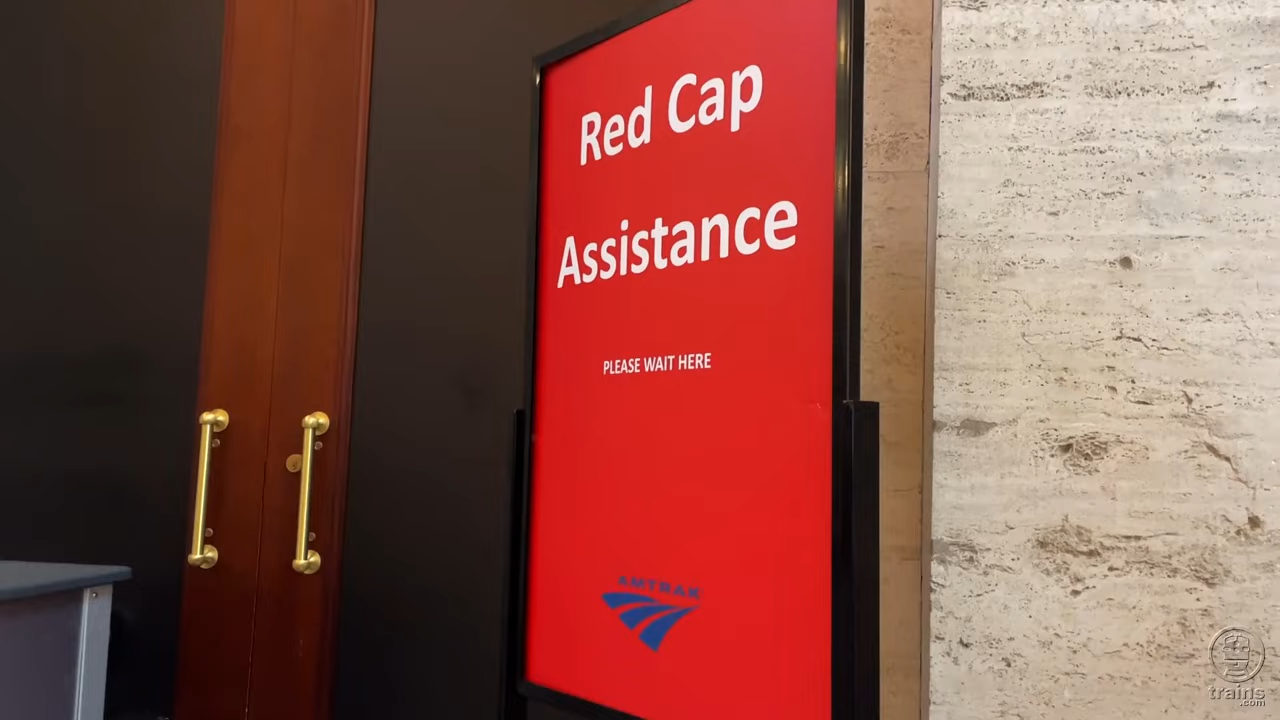 Red Cap
Assistance
PLEASE WAIT HERE
AMTRAK
trains
.com